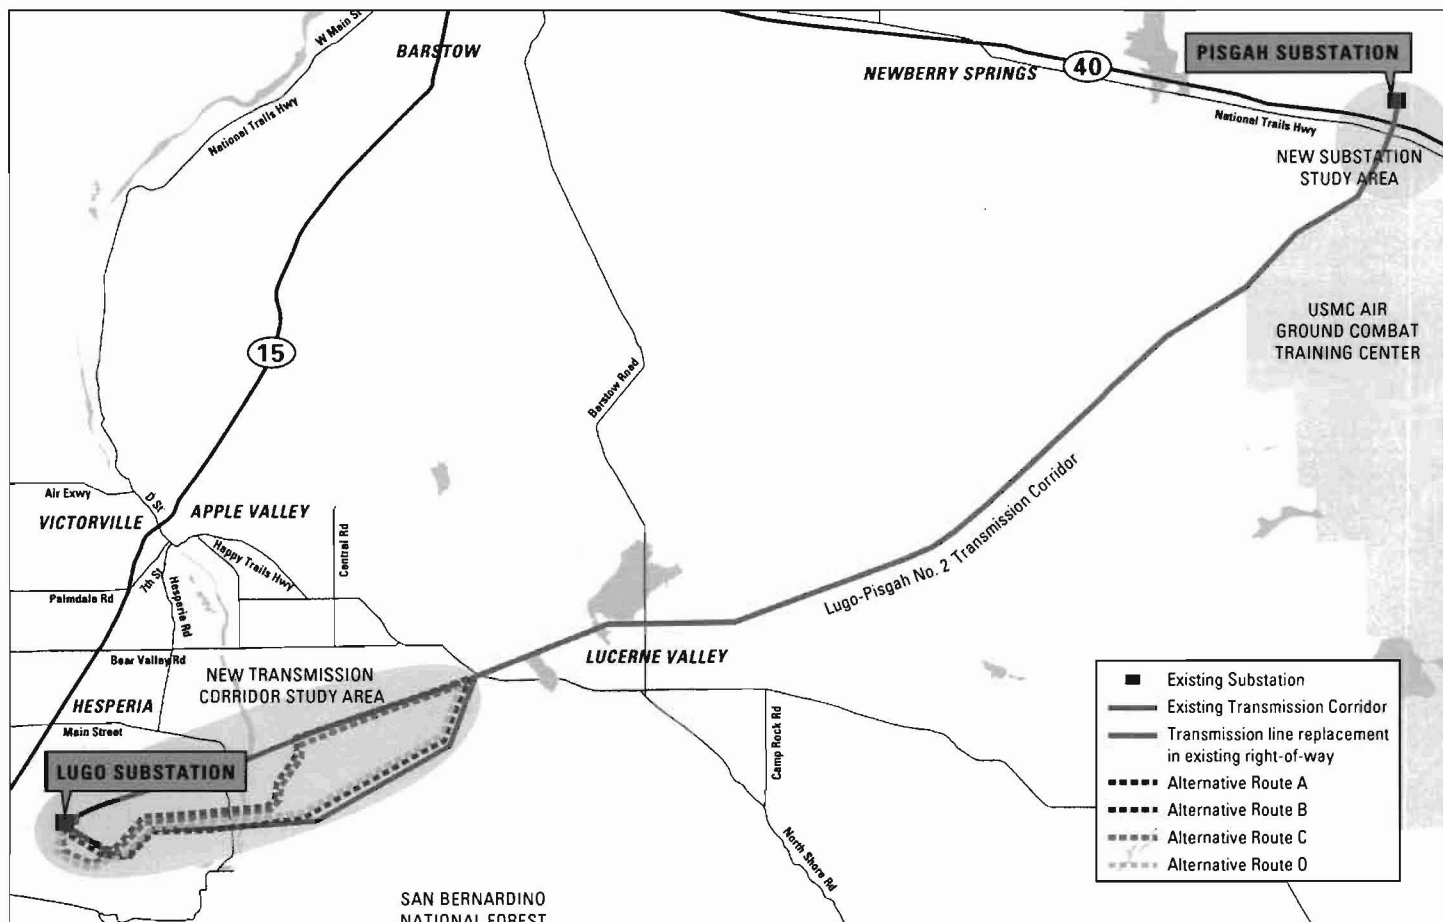 W Main St
BARSTOW
NEWBERRY SPRINGS
40
PISGAH SUBSTATION
National Trails Hwy
National Trails Hwy
NEW SUBSTATION
STUDY AREA
USMC AIR
GROUND COMBAT
TRAINING CENTER
15
Barstow Road
Air Exwy
D St
VICTORVILLE
APPLE VALLEY
Happy Trails Hwy
Central Rd
7th St
Hesperia Rd
Palmdale Rd
Lugo-Pisgah No. 2 Transmission Corridor
Bear Valley Rd
NEW TRANSMISSION
CORRIDOR STUDY AREA
LUCERNE VALLEY
HESPERIA
Main Street
LUGO SUBSTATION
Camp Rock Rd
North Shore Rd
Existing Substation
Existing Transmission Corridor
Transmission line replacement
in existing right-of-way
Alternative Route A
Alternative Route B
Alternative Route C
Alternative Route D
SAN BERNARDINO
NATIONAL FOREST